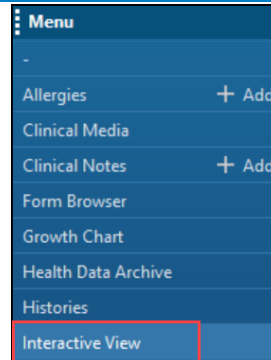 Menu
-
Allergies + Add
Clinical Media
Clinical Notes + Add
Form Browser
Growth Chart
Health Data Archive
Histories
Interactive View